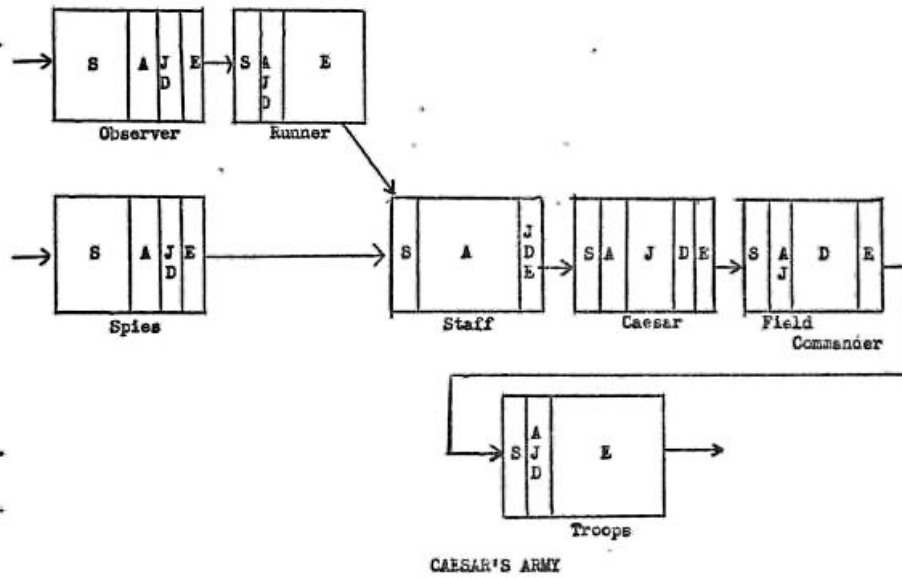 S A J D E
Observer
S A J D E
Runner
S A J D E
Spies
S A J D E
Staff
S A J D E
Caesar
S A J D E
Field
Commander
S A J D E
Troops
CAESAR'S ARMY